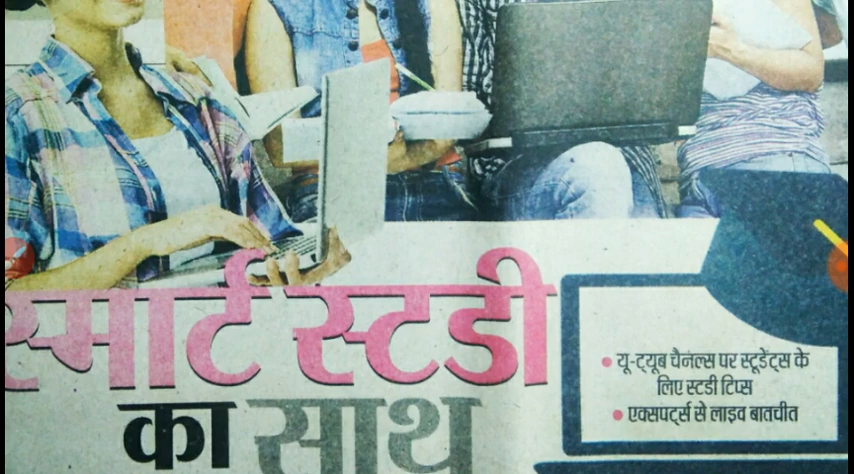 स्मार्ट स्टडी
का साथ
• यू-ट्यूब चैनल्स पर स्टूडेंट्स के
लिए स्टडी टिप्स
• एक्सपर्ट्स से लाइव बातचीत